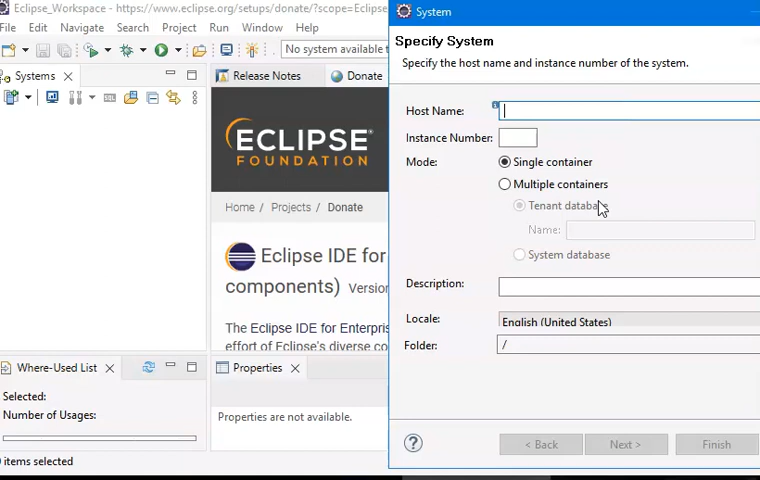 Eclipse_Workspace - https://www.eclipse.org/setups/donate/?scope=Eclipse
File Edit Navigate Search Project Run Window Help
No system available
Systems
Release Notes
Donate
ECLIPSE
FOUNDATION
Home / Projects / Donate
Eclipse IDE for
components) Version
The Eclipse IDE for Enterpris
effort of Eclipse's diverse co
Where-Used List
Selected:
Number of Usages:
items selected
Properties
Properties are not available.
System
Specify System
Specify the host name and instance number of the system.
Host Name:
Instance Number:
Mode:
Single container
Multiple containers
Tenant database
Name:
System database
Description:
Locale:
English (United States)
Folder:
/
?
< Back
Next >
Finish